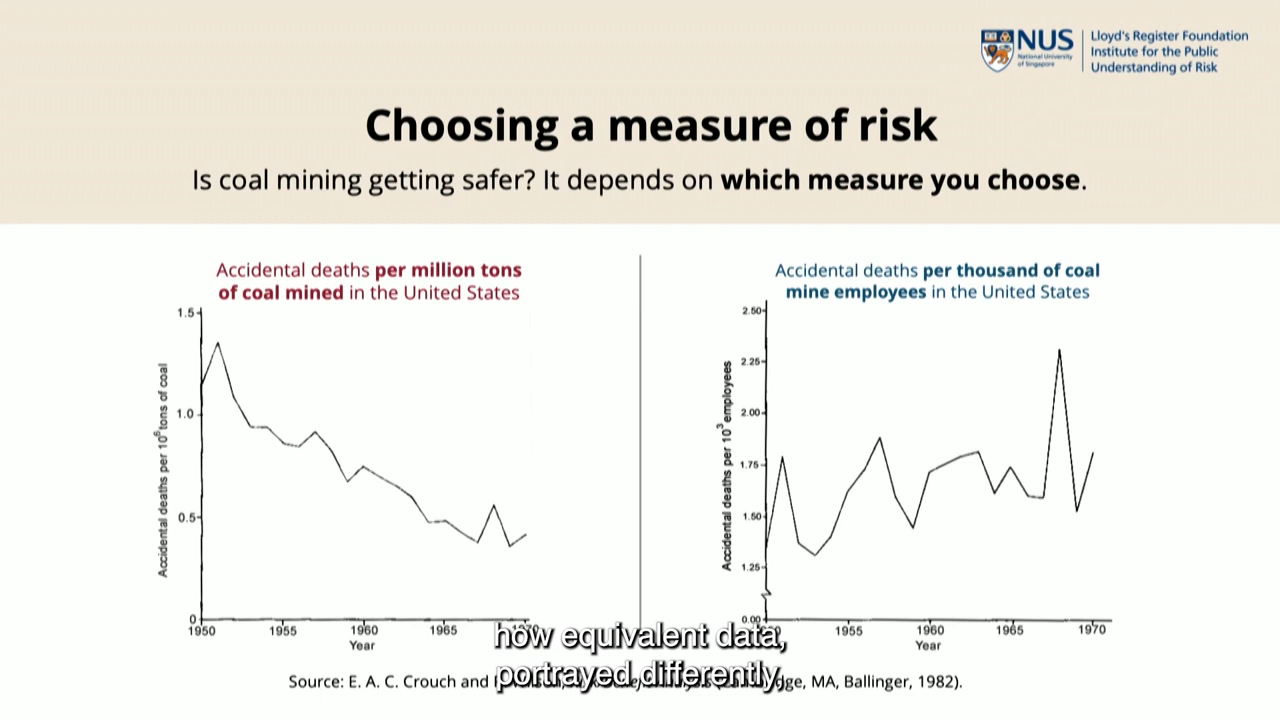 NUS
National University
of Singapore
Lloyd's Register Foundation
Institute for the Public
Understanding of Risk
Choosing a measure of risk
Is coal mining getting safer? It depends on which measure you choose.
Accidental deaths per million tons
of coal mined in the United States
Accidental deaths per 10⁶ tons of coal
1.5
1.0
0.5
0
1950
1955
1960
1965
Year
Accidental deaths per thousand of coal
mine employees in the United States
Accidental deaths per 10³ employees
2.50
2.25
2.00
1.75
1.50
1.25
0.00
1955
1960
1965
1970
Year
how equivalent data,
portrayed differently,
Source: E. A. C. Crouch and MA, Ballinger, 1982).